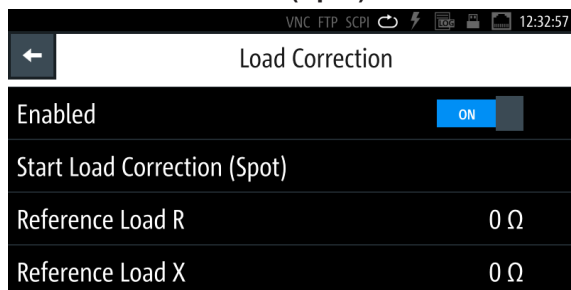 VNC FTP SCPI LOG 12:32:57
Load Correction
Enabled ON
Start Load Correction (Spot)
Reference Load R 0 Ω
Reference Load X 0 Ω